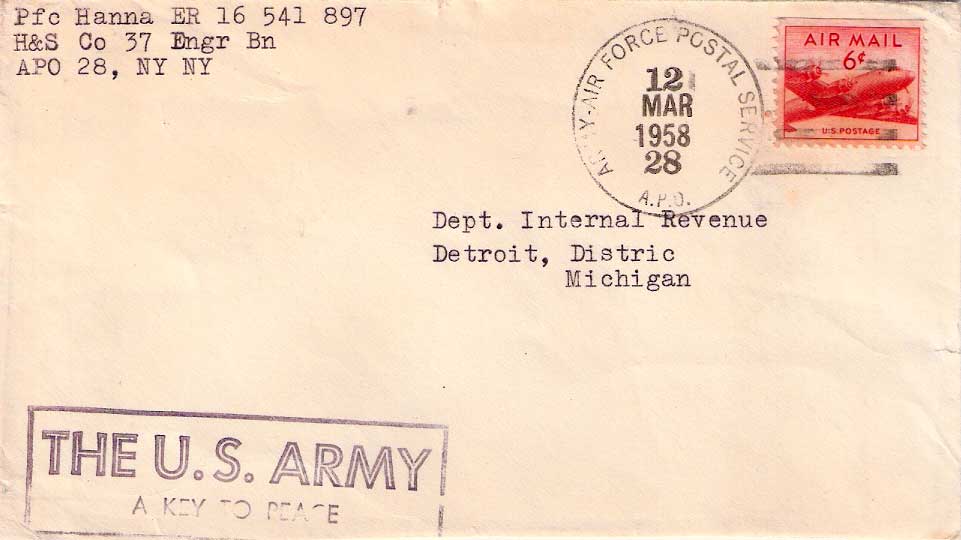 Pfc Hanna ER 16 541 897
H&S Co 37 Engr Bn
APO 28, NY NY
ARMY-AIR FORCE POSTAL SERVICE
12
MAR
1958
28
A.P.O.
AIR MAIL
6¢
U.S. POSTAGE
Dept. Internal Revenue
Detroit, Distric
Michigan
THE U.S. ARMY
A KEY TO PEACE